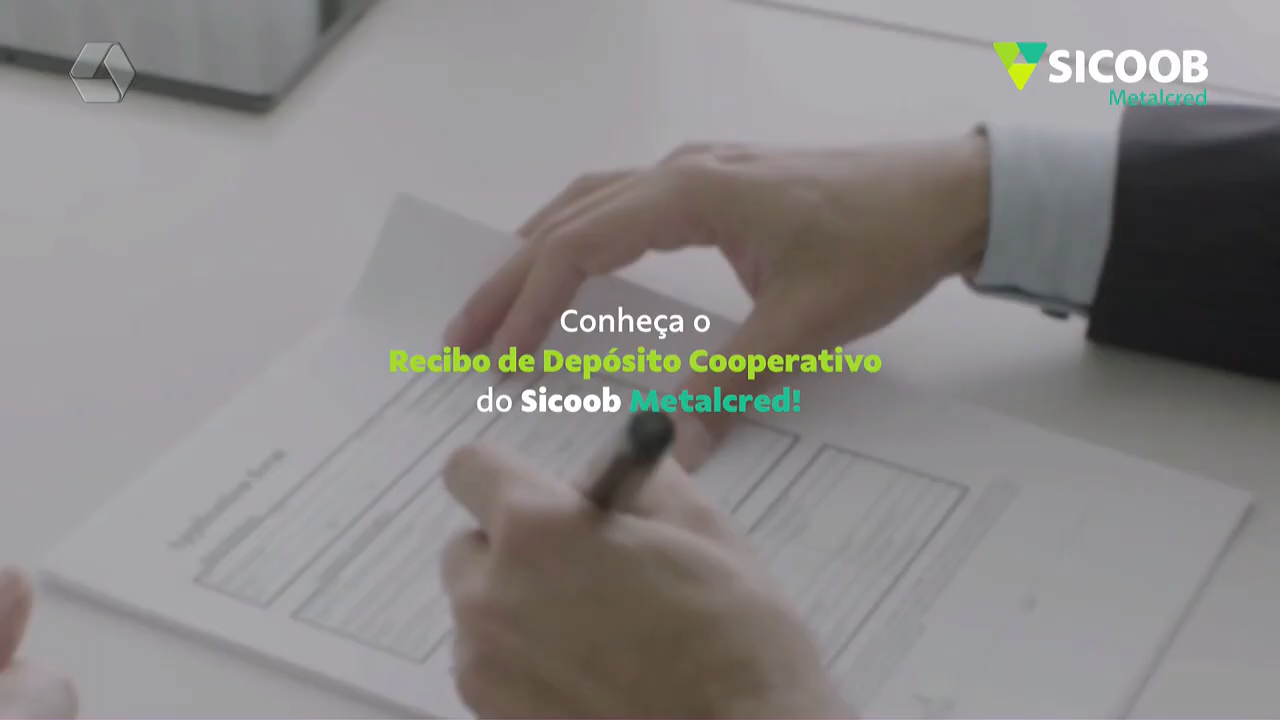 SICOOB
Metalcred
Conheça o
Recibo de Depósito Cooperativo
do Sicoob Metalcred!